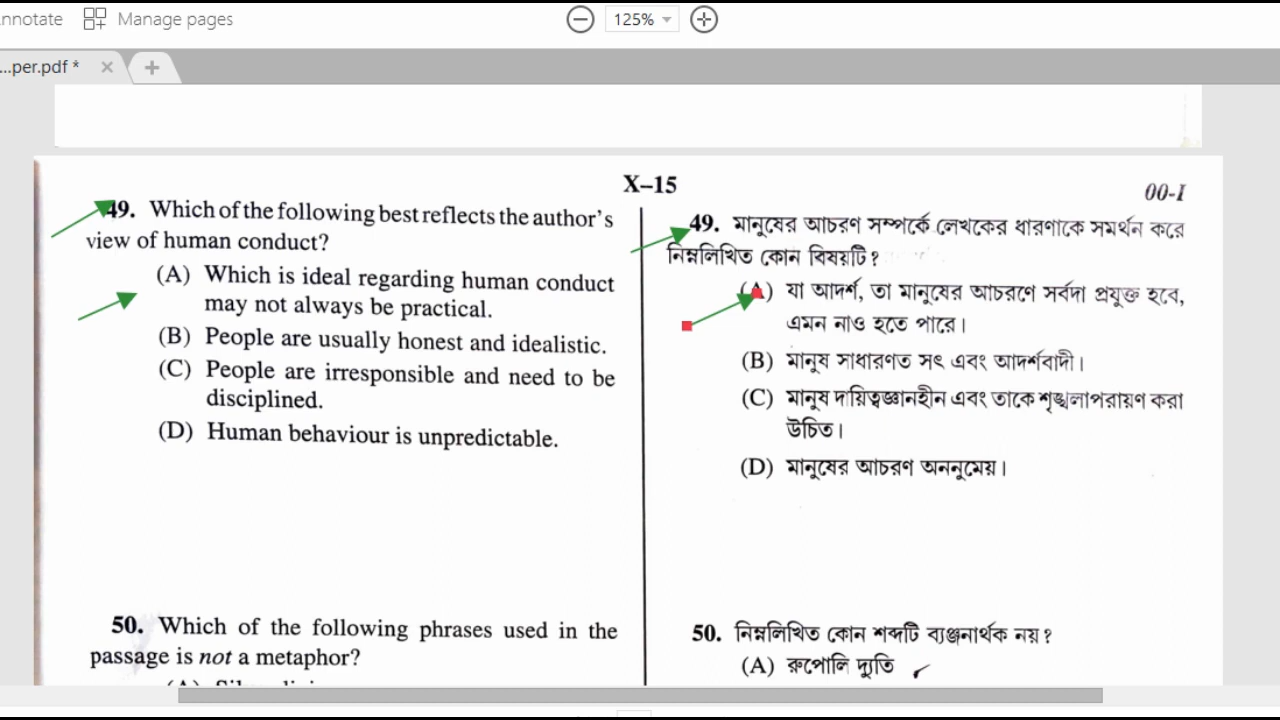 nnotate Manage pages
125%
...per.pdf *
X–15
00-I
49. Which of the following best reflects the author's
view of human conduct?
(A) Which is ideal regarding human conduct
may not always be practical.
(B) People are usually honest and idealistic.
(C) People are irresponsible and need to be
disciplined.
(D) Human behaviour is unpredictable.
50. Which of the following phrases used in the
passage is not a metaphor?
49. মানুষের আচরণ সম্পর্কে লেখকের ধারণাকে সমর্থন করে
নিম্নলিখিত কোন বিষয়টি?
(A) যা আদর্শ, তা মানুষের আচরণে সর্বদা প্রযুক্ত হবে,
এমন নাও হতে পারে।
(B) মানুষ সাধারণত সৎ এবং আদর্শবাদী।
(C) মানুষ দায়িত্বজ্ঞানহীন এবং তাকে শৃঙ্খলাপরায়ণ করা
উচিত।
(D) মানুষের আচরণ অননুমেয়।
50. নিম্নলিখিত কোন শব্দটি ব্যঞ্জনার্থক নয়?
(A) রুপোলি দ্যুতি